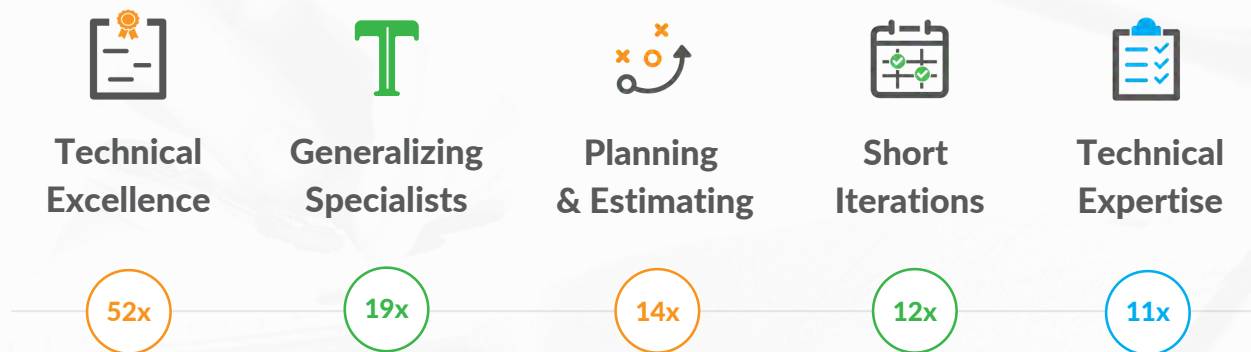 Technical
Excellence
Generalizing
Specialists
Planning
& Estimating
Short
Iterations
Technical
Expertise
52x
19x
14x
12x
11x